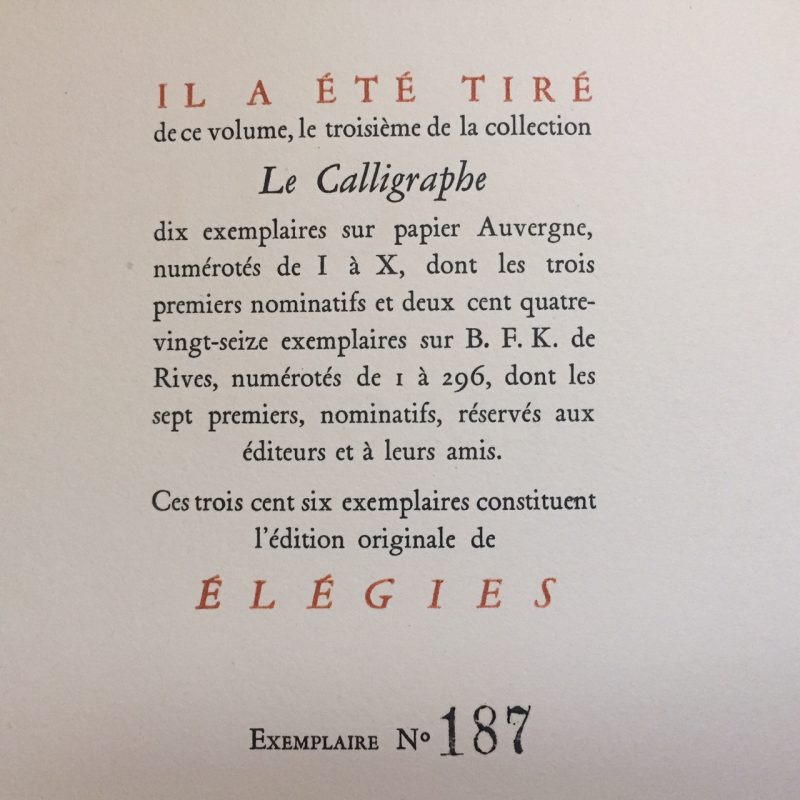 IL A ÉTÉ TIRÉ
de ce volume, le troisième de la collection
Le Calligraphe
dix exemplaires sur papier Auvergne,
numérotés de I à X, dont les trois
premiers nominatifs et deux cent quatre-
vingt-seize exemplaires sur B. F. K. de
Rives, numérotés de 1 à 296, dont les
sept premiers, nominatifs, réservés aux
éditeurs et à leurs amis.
Ces trois cent six exemplaires constituent
l'édition originale de
ÉLÉGIES
EXEMPLAIRE Nº 187